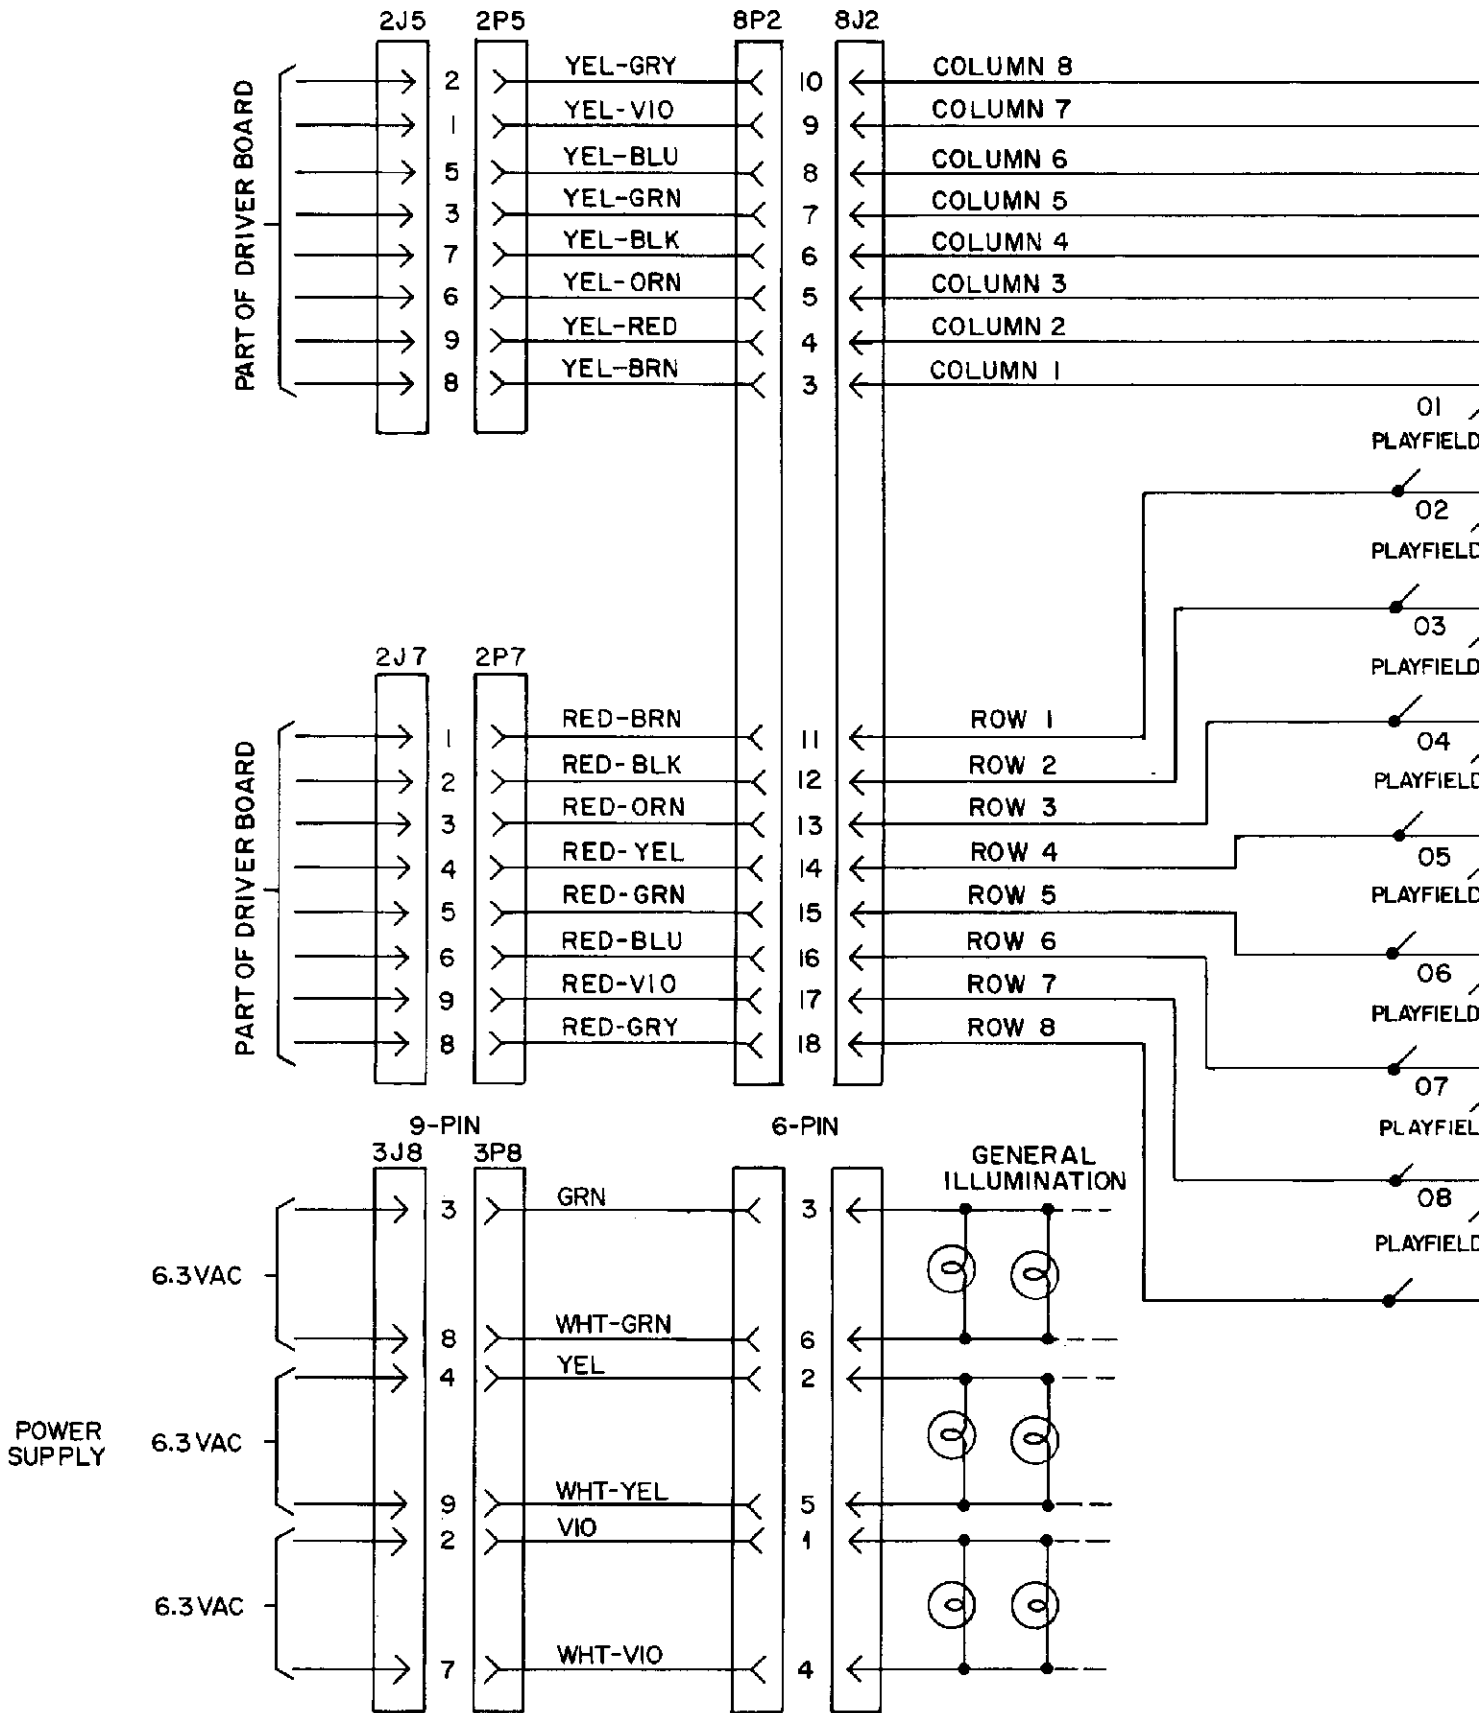 2J5 2P5 8P2 8J2
PART OF DRIVER BOARD
2 YEL-GRY 10 COLUMN 8
1 YEL-VIO 9 COLUMN 7
5 YEL-BLU 8 COLUMN 6
3 YEL-GRN 7 COLUMN 5
7 YEL-BLK 6 COLUMN 4
6 YEL-ORN 5 COLUMN 3
9 YEL-RED 4 COLUMN 2
8 YEL-BRN 3 COLUMN 1
01
PLAYFIELD
02
PLAYFIELD
03
PLAYFIELD
04
PLAYFIELD
05
PLAYFIELD
06
PLAYFIELD
07
PLAYFIEL
08
PLAYFIELD
2J7 2P7
PART OF DRIVER BOARD
1 RED-BRN 11 ROW 1
2 RED-BLK 12 ROW 2
3 RED-ORN 13 ROW 3
4 RED-YEL 14 ROW 4
5 RED-GRN 15 ROW 5
6 RED-BLU 16 ROW 6
9 RED-VIO 17 ROW 7
8 RED-GRY 18 ROW 8
9-PIN 6-PIN
3J8 3P8
GENERAL
ILLUMINATION
3 GRN 3
6.3VAC
8 WHT-GRN 6
4 YEL 2
POWER
SUPPLY
6.3VAC
9 WHT-YEL 5
2 VIO 1
6.3VAC
7 WHT-VIO 4